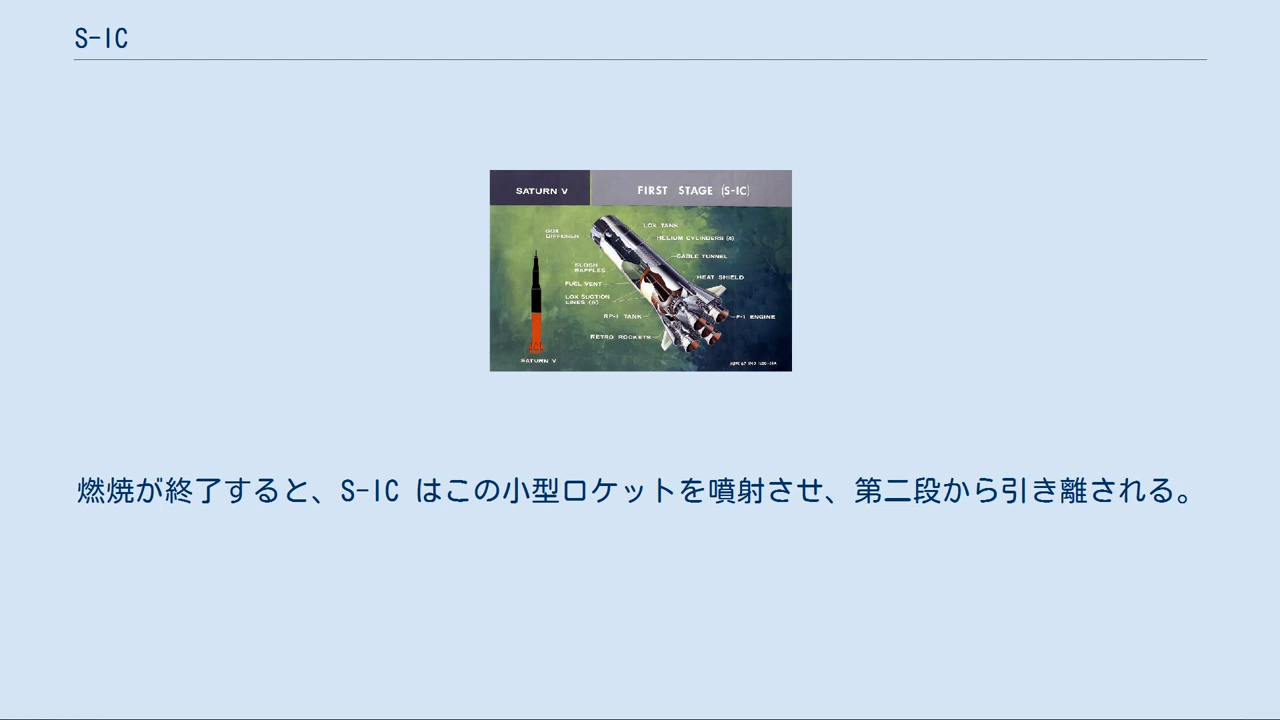 S-IC
SATURN V
FIRST STAGE (S-IC)
GOX
DIFFUSER
LOX TANK
HELIUM CYLINDERS (4)
CABLE TUNNEL
SLOSH
BAFFLES
HEAT SHIELD
FUEL VENT
LOX SUCTION
LINES (5)
RP-1 TANK
F-1 ENGINE
RETRO ROCKETS
SATURN V
燃焼が終了すると、S-IC はこの小型ロケットを噴射させ、第二段から引き離される。